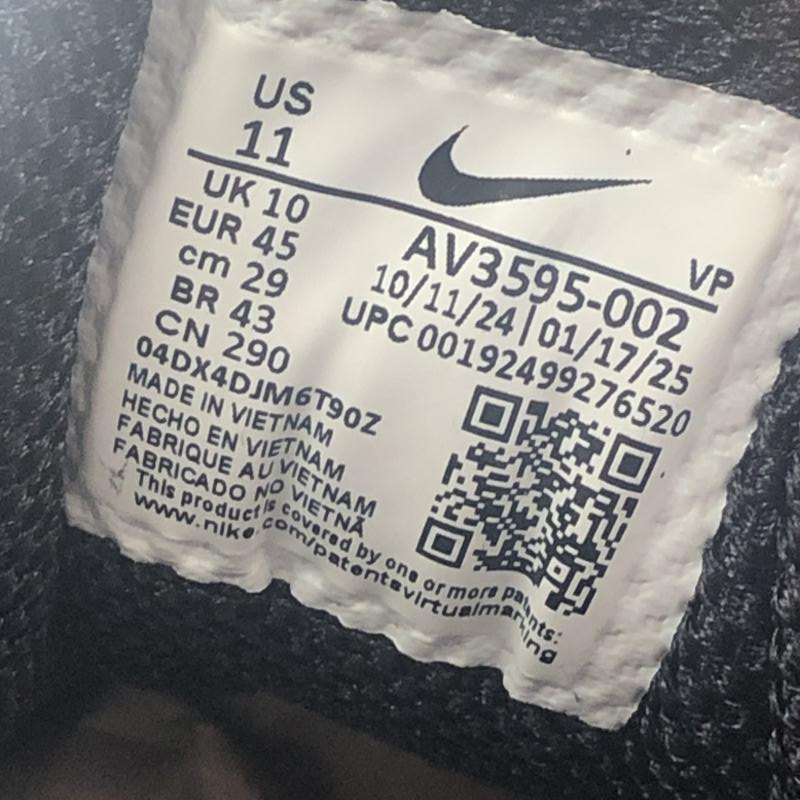 US
11
UK 10
EUR 45
cm 29
BR 43
CN 290
04DX4DJM6T90Z
MADE IN VIETNAM
HECHO EN VIETNAM
FABRIQUE AU VIETNAM
FABRICADO NO VIETNÃ
This product is covered by one or more patents:
www.nike.com/patentsvirtualmarking
VP
AV3595-002
10/11/24 | 01/17/25
UPC 00192499276520